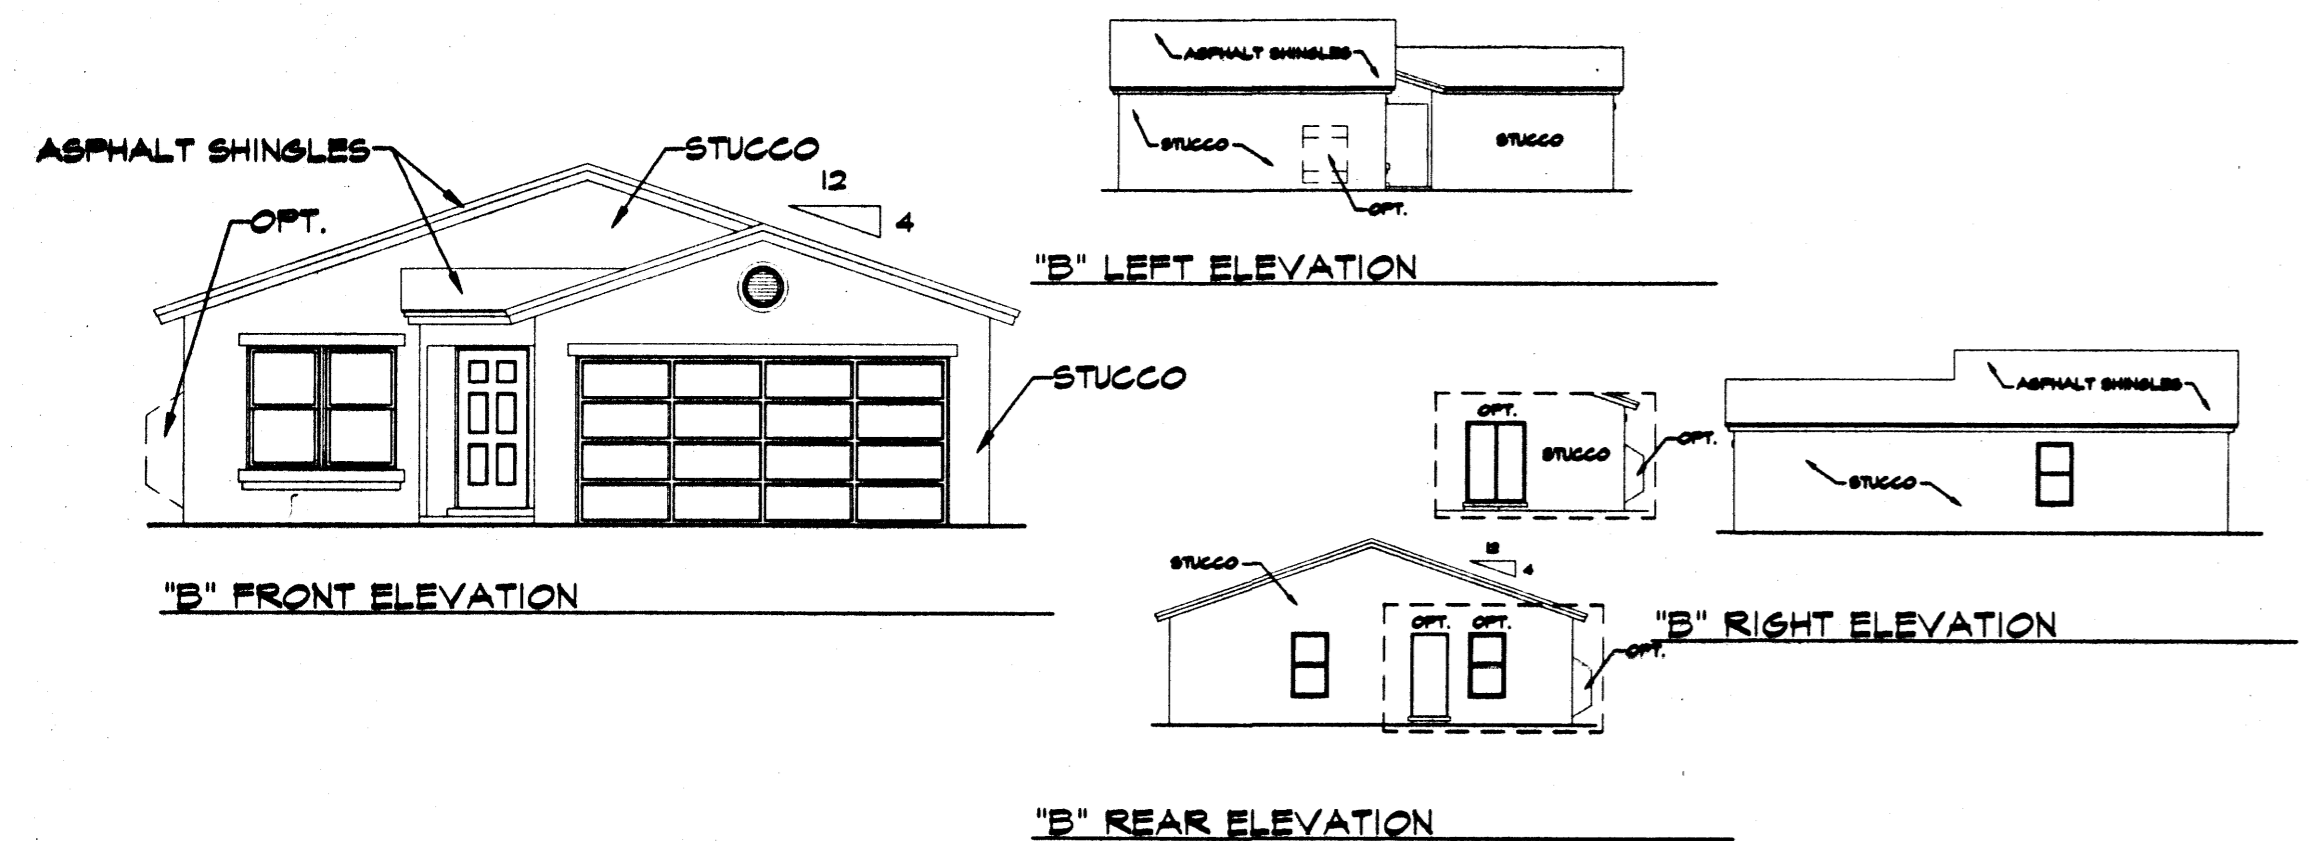 ASPHALT SHINGLES
STUCCO
12
4
OPT.
STUCCO
"B" FRONT ELEVATION
ASPHALT SHINGLES
STUCCO
STUCCO
OPT.
"B" LEFT ELEVATION
OPT.
STUCCO
OPT.
ASPHALT SHINGLES
STUCCO
"B" RIGHT ELEVATION
STUCCO
12
4
OPT.
OPT.
OPT.
"B" REAR ELEVATION